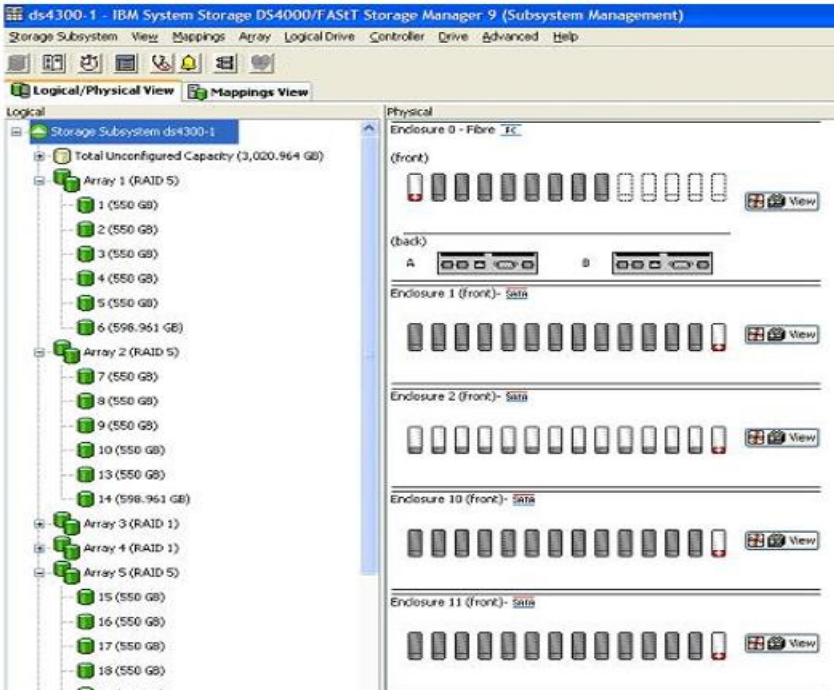 ds4300-1 - IBM System Storage DS4000/FAStT Storage Manager 9 (Subsystem Management)
Storage Subsystem View Mappings Array Logical Drive Controller Drive Advanced Help
Logical/Physical View Mappings View
Logical
Storage Subsystem ds4300-1
Total Unconfigured Capacity (3,020.964 GB)
Array 1 (RAID 5)
1 (550 GB)
2 (550 GB)
3 (550 GB)
4 (550 GB)
5 (550 GB)
6 (598.961 GB)
Array 2 (RAID 5)
7 (550 GB)
8 (550 GB)
9 (550 GB)
10 (550 GB)
13 (550 GB)
14 (598.961 GB)
Array 3 (RAID 1)
Array 4 (RAID 1)
Array 5 (RAID 5)
15 (550 GB)
16 (550 GB)
17 (550 GB)
18 (550 GB)
Physical
Enclosure 0 - Fibre FC
(front)
View
(back)
A B
Enclosure 1 (front)- SATA
View
Enclosure 2 (front)- SATA
View
Enclosure 10 (front)- SATA
View
Enclosure 11 (front)- SATA
View